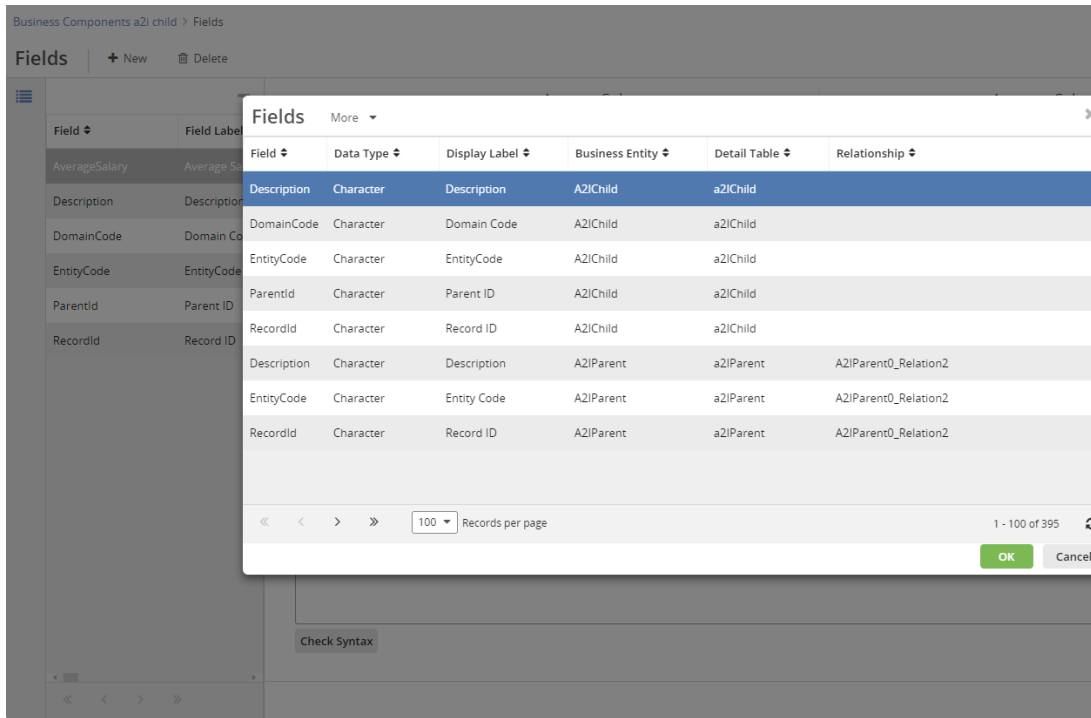 Business Components a2i child > Fields
Fields + New Delete
Field Field Label
AverageSalary Average Sa
Description Description
DomainCode Domain Co
EntityCode EntityCode
ParentId Parent ID
RecordId Record ID
Fields More
Field Data Type Display Label Business Entity Detail Table Relationship
Description Character Description A2IChild a2IChild
DomainCode Character Domain Code A2IChild a2IChild
EntityCode Character EntityCode A2IChild a2IChild
ParentId Character Parent ID A2IChild a2IChild
RecordId Character Record ID A2IChild a2IChild
Description Character Description A2IParent a2IParent A2IParent0_Relation2
EntityCode Character Entity Code A2IParent a2IParent A2IParent0_Relation2
RecordId Character Record ID A2IParent a2IParent A2IParent0_Relation2
100 Records per page 1 - 100 of 395
OK Cancel
Check Syntax